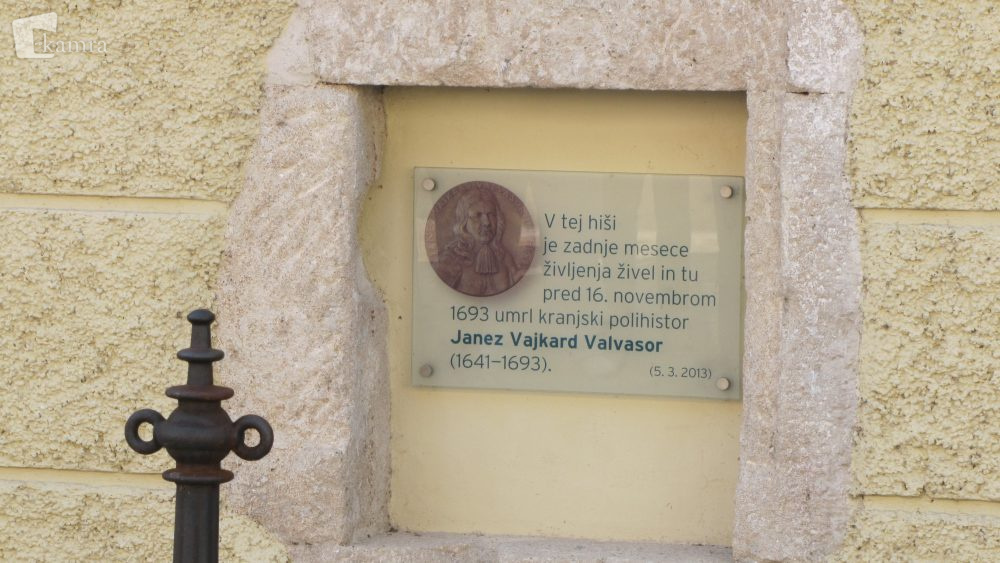 kamra
V tej hiši
je zadnje mesece
življenja živel in tu
pred 16. novembrom
1693 umrl kranjski polihistor
Janez Vajkard Valvasor
(1641–1693).
(5. 3. 2013)